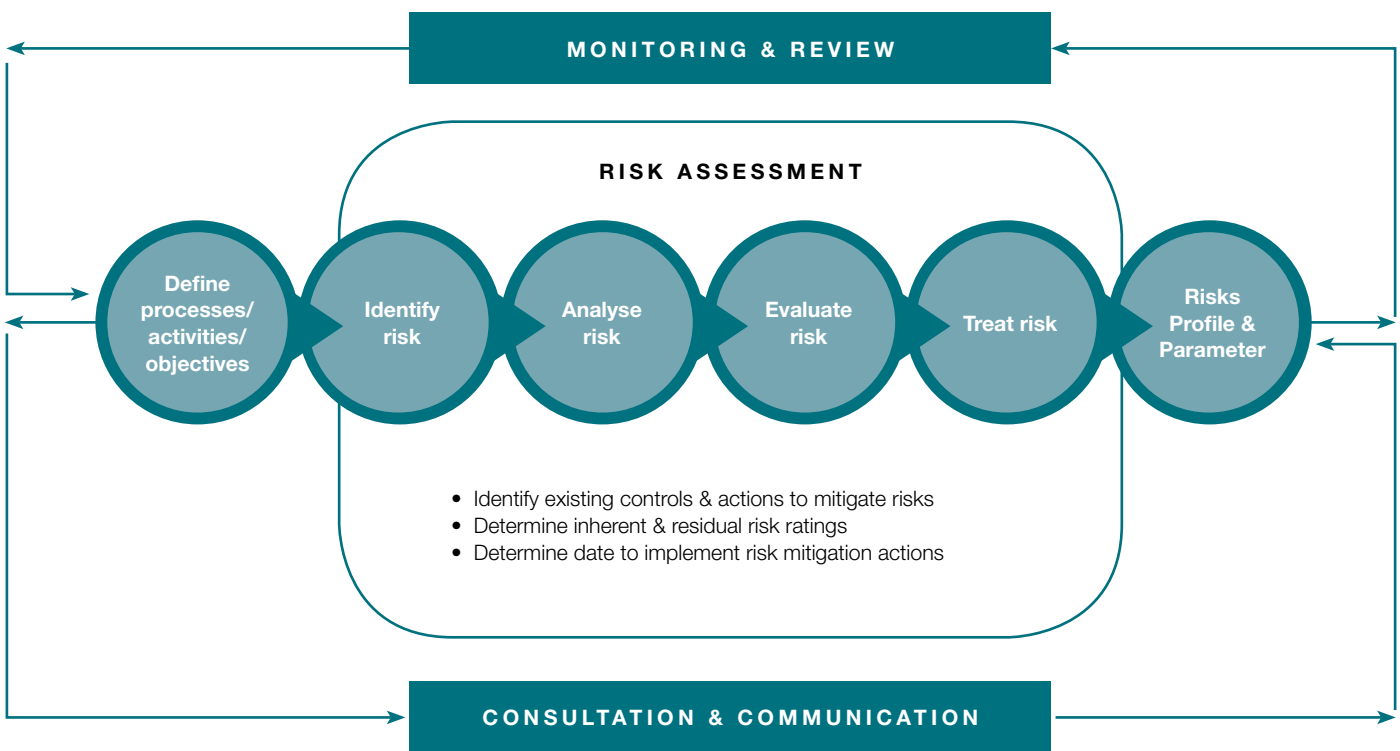 MONITORING & REVIEW
RISK ASSESSMENT
Define
processes/
activities/
objectives
Identify
risk
Analyse
risk
Evaluate
risk
Treat risk
Risks
Profile &
Parameter
• Identify existing controls & actions to mitigate risks
• Determine inherent & residual risk ratings
• Determine date to implement risk mitigation actions
CONSULTATION & COMMUNICATION